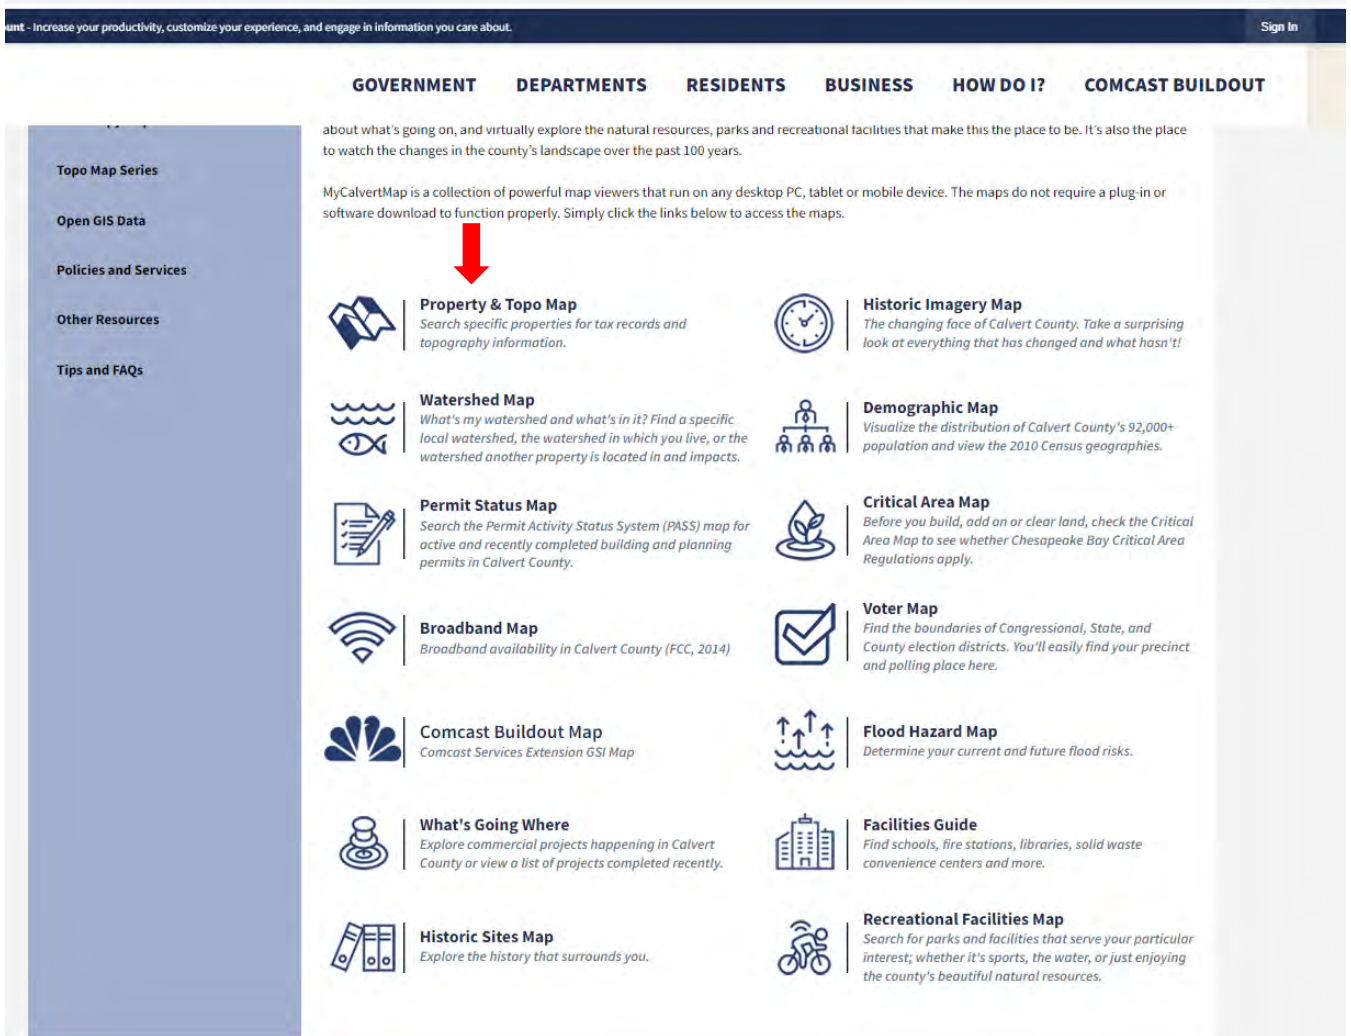 unt - Increase your productivity, customize your experience, and engage in information you care about.
Sign In
GOVERNMENT
DEPARTMENTS
RESIDENTS
BUSINESS
HOW DO I?
COMCAST BUILDOUT
Topo Map Series
Open GIS Data
Policies and Services
Other Resources
Tips and FAQs
about what's going on, and virtually explore the natural resources, parks and recreational facilities that make this the place to be. It's also the place
to watch the changes in the county's landscape over the past 100 years.
MyCalvertMap is a collection of powerful map viewers that run on any desktop PC, tablet or mobile device. The maps do not require a plug-in or
software download to function properly. Simply click the links below to access the maps.
Property & Topo Map
Search specific properties for tax records and
topography information.
Historic Imagery Map
The changing face of Calvert County. Take a surprising
look at everything that has changed and what hasn't!
Watershed Map
What's my watershed and what's in it? Find a specific
local watershed, the watershed in which you live, or the
watershed another property is located in and impacts.
Demographic Map
Visualize the distribution of Calvert County's 92,000+
population and view the 2010 Census geographies.
Permit Status Map
Search the Permit Activity Status System (PASS) map for
active and recently completed building and planning
permits in Calvert County.
Critical Area Map
Before you build, add on or clear land, check the Critical
Area Map to see whether Chesapeake Bay Critical Area
Regulations apply.
Broadband Map
Broadband availability in Calvert County (FCC, 2014)
Voter Map
Find the boundaries of Congressional, State, and
County election districts. You'll easily find your precinct
and polling place here.
Comcast Buildout Map
Comcast Services Extension GSI Map
Flood Hazard Map
Determine your current and future flood risks.
What's Going Where
Explore commercial projects happening in Calvert
County or view a list of projects completed recently.
Facilities Guide
Find schools, fire stations, libraries, solid waste
convenience centers and more.
Historic Sites Map
Explore the history that surrounds you.
Recreational Facilities Map
Search for parks and facilities that serve your particular
interest; whether it's sports, the water, or just enjoying
the county's beautiful natural resources.